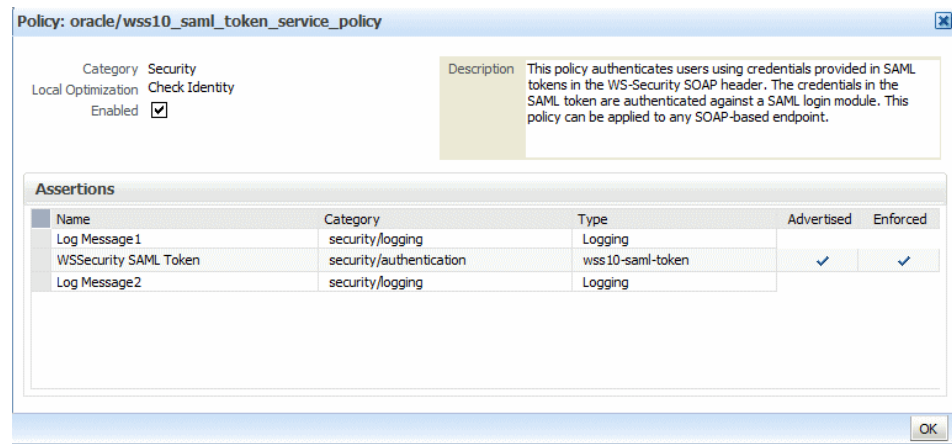 Policy: oracle/wss10_saml_token_service_policy
Category Security
Local Optimization Check Identity
Enabled
Description This policy authenticates users using credentials provided in SAML
tokens in the WS-Security SOAP header. The credentials in the
SAML token are authenticated against a SAML login module. This
policy can be applied to any SOAP-based endpoint.
Assertions
Name Category Type Advertised Enforced
Log Message1 security/logging Logging
WSSecurity SAML Token security/authentication wss10-saml-token
Log Message2 security/logging Logging
OK